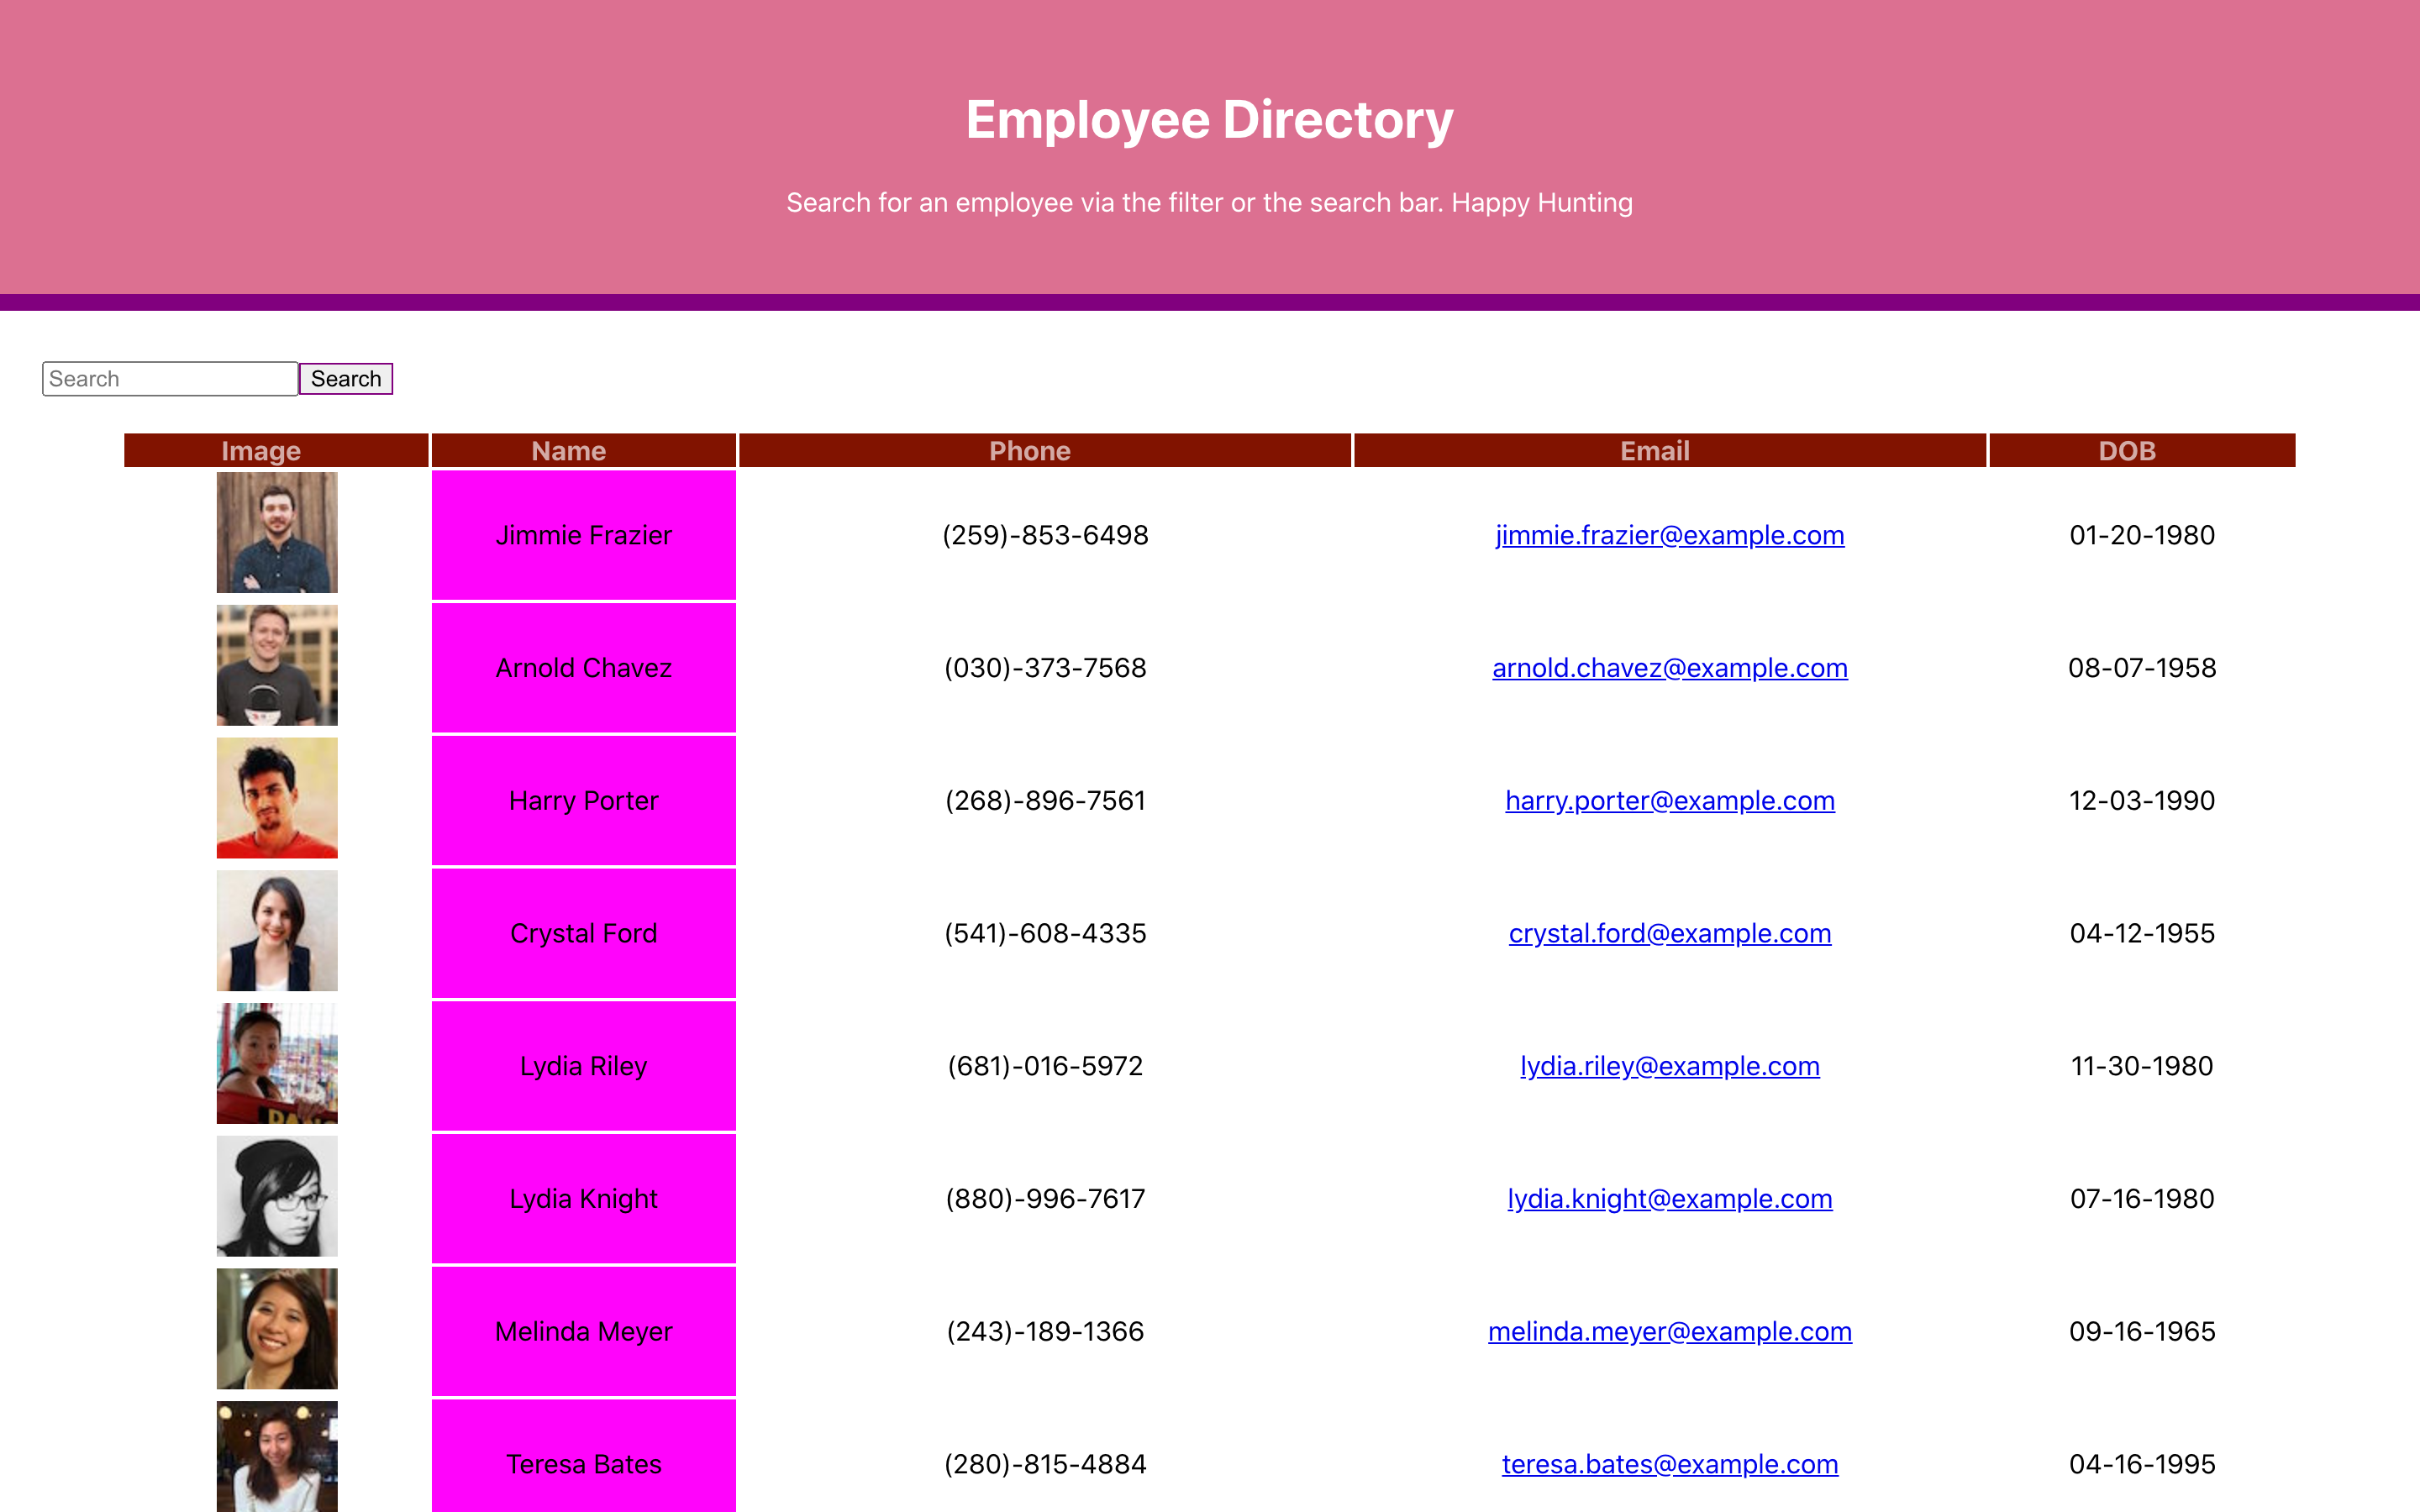 Employee Directory
Search for an employee via the filter or the search bar. Happy Hunting
Search Search
Image Name Phone Email DOB
Jimmie Frazier (259)-853-6498 jimmie.frazier@example.com 01-20-1980
Arnold Chavez (030)-373-7568 arnold.chavez@example.com 08-07-1958
Harry Porter (268)-896-7561 harry.porter@example.com 12-03-1990
Crystal Ford (541)-608-4335 crystal.ford@example.com 04-12-1955
Lydia Riley (681)-016-5972 lydia.riley@example.com 11-30-1980
Lydia Knight (880)-996-7617 lydia.knight@example.com 07-16-1980
Melinda Meyer (243)-189-1366 melinda.meyer@example.com 09-16-1965
Teresa Bates (280)-815-4884 teresa.bates@example.com 04-16-1995